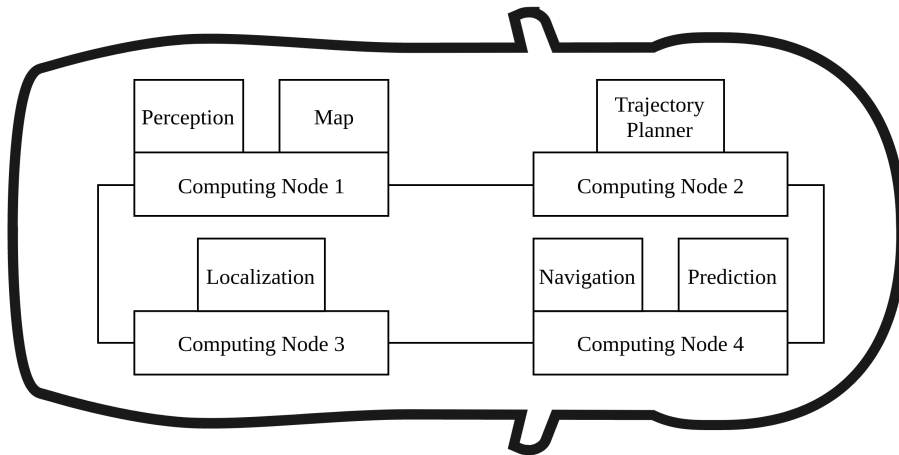 Perception
Map
Trajectory
Planner
Computing Node 1
Computing Node 2
Localization
Navigation
Prediction
Computing Node 3
Computing Node 4